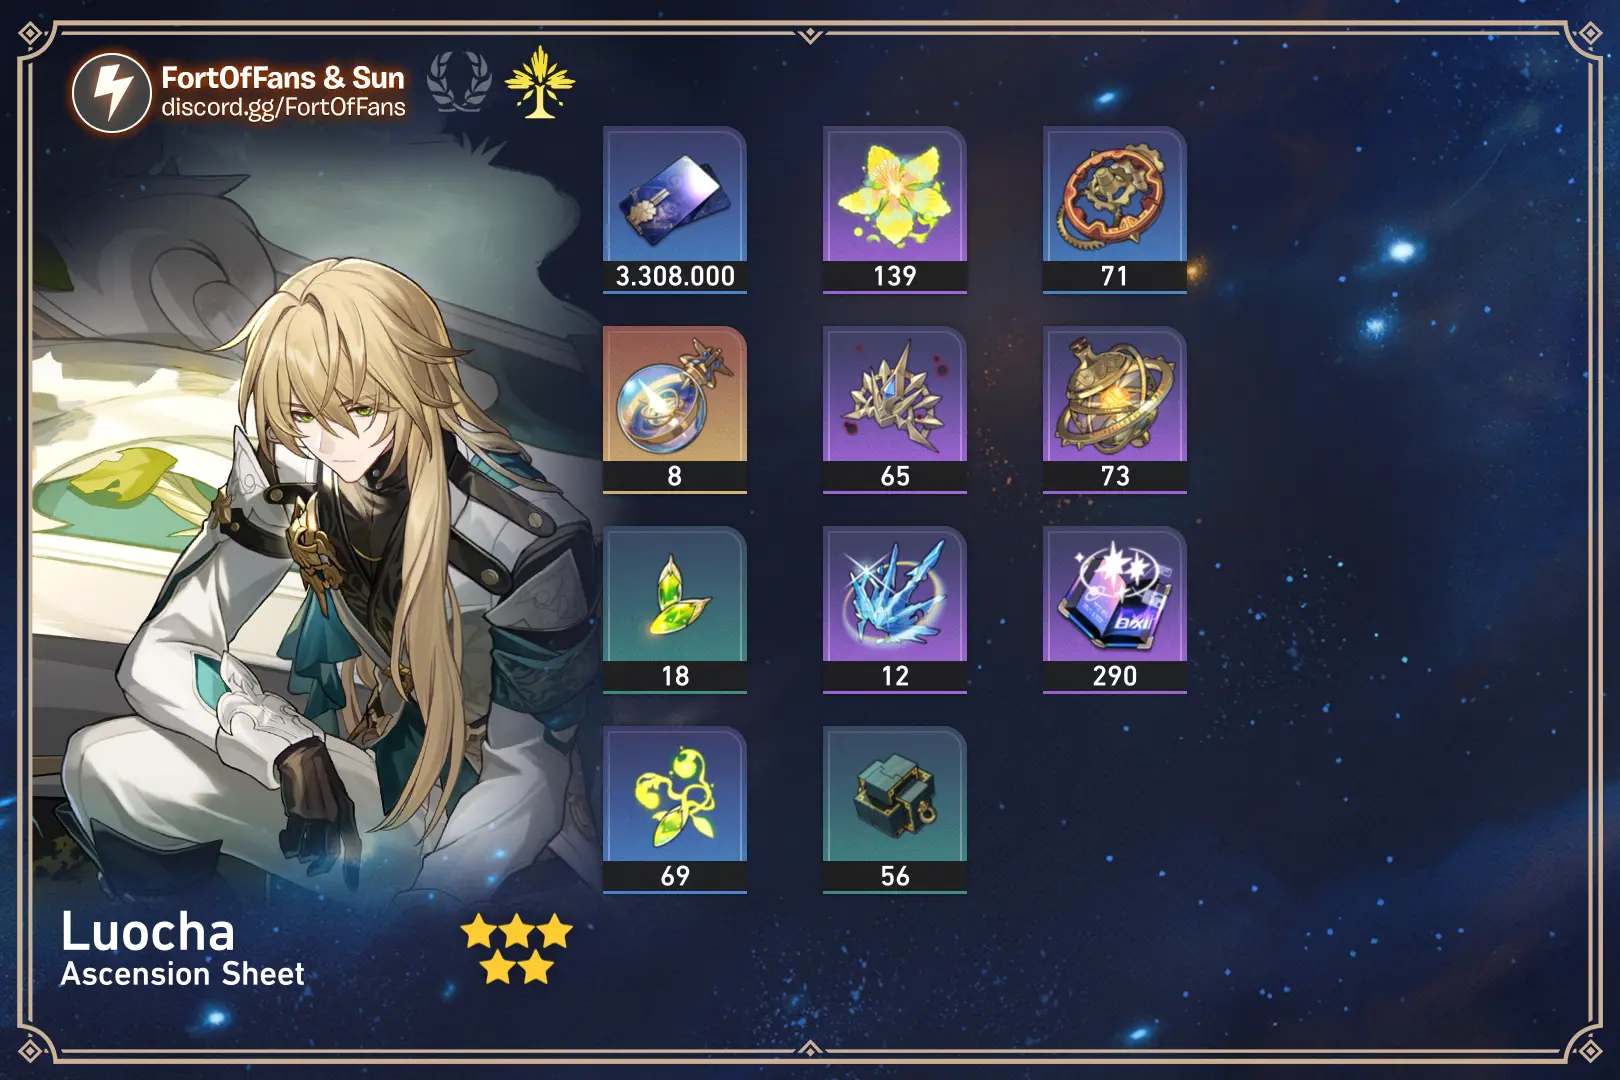 FortOfFans & Sun
discord.gg/FortOfFans
3.308.000
139
71
8
65
73
18
12
290
69
56
Luocha
Ascension Sheet